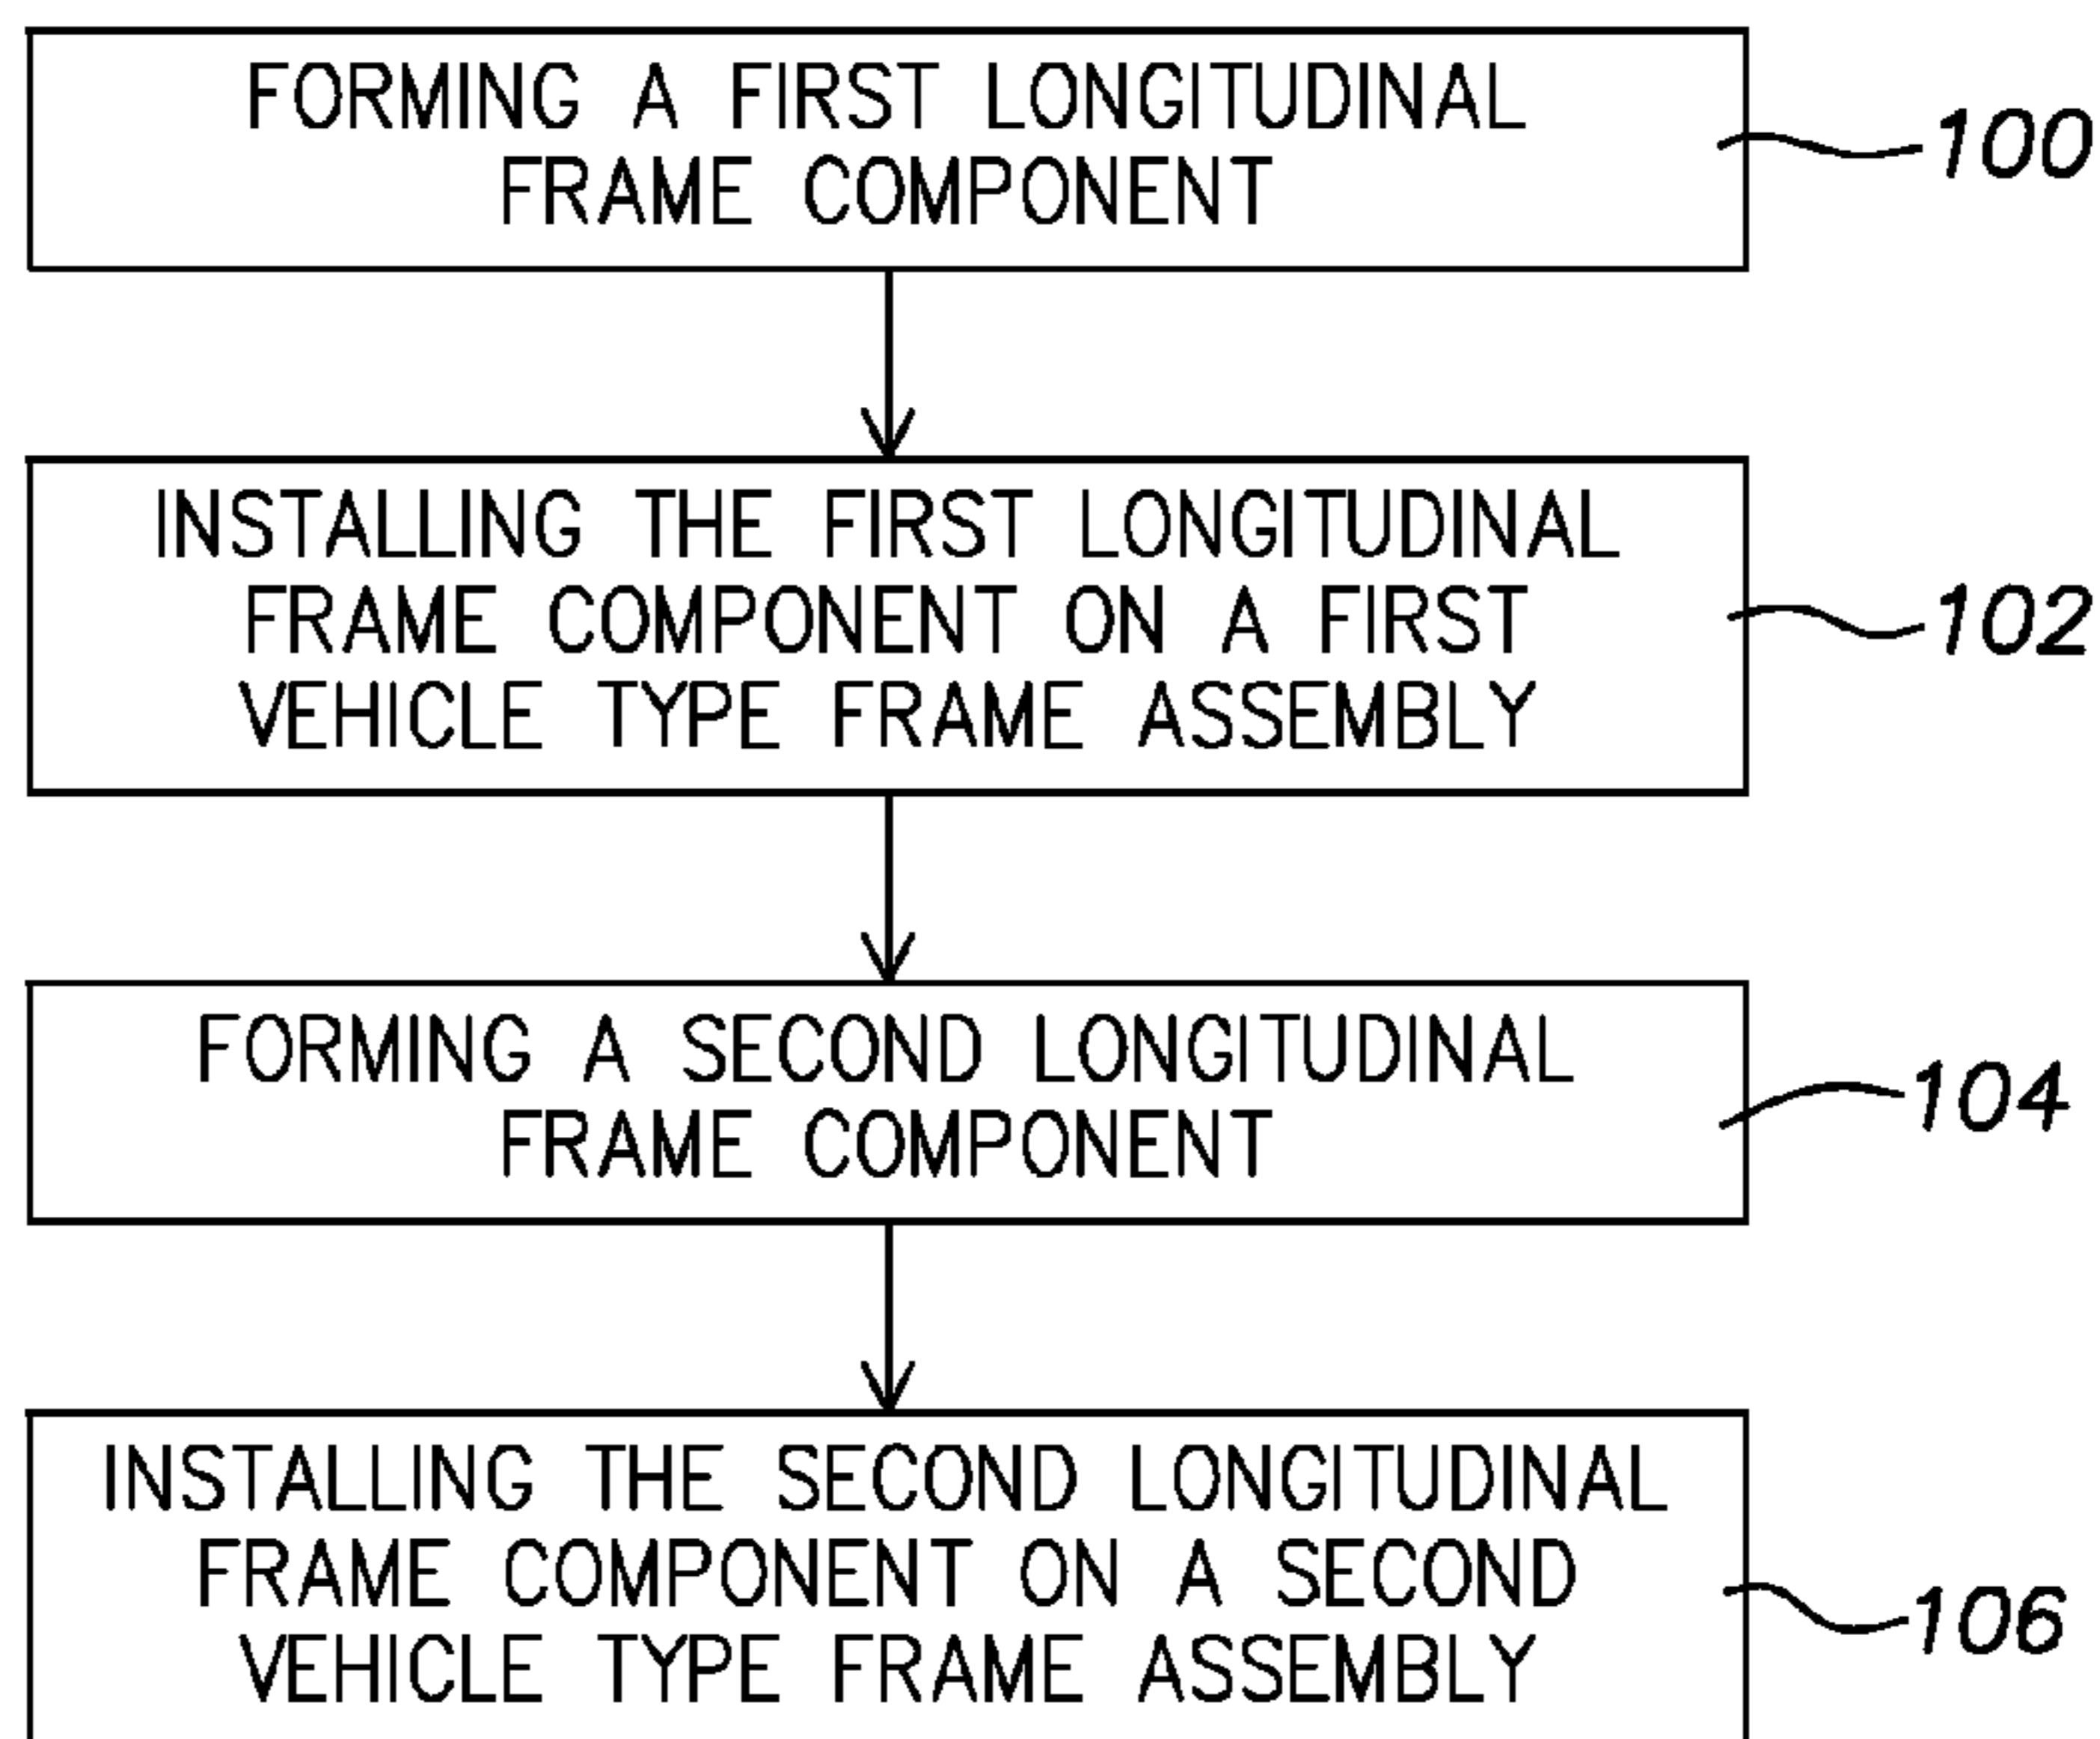 FORMING A FIRST LONGITUDINAL
FRAME COMPONENT
100
INSTALLING THE FIRST LONGITUDINAL
FRAME COMPONENT ON A FIRST
VEHICLE TYPE FRAME ASSEMBLY
102
FORMING A SECOND LONGITUDINAL
FRAME COMPONENT
104
INSTALLING THE SECOND LONGITUDINAL
FRAME COMPONENT ON A SECOND
VEHICLE TYPE FRAME ASSEMBLY
106